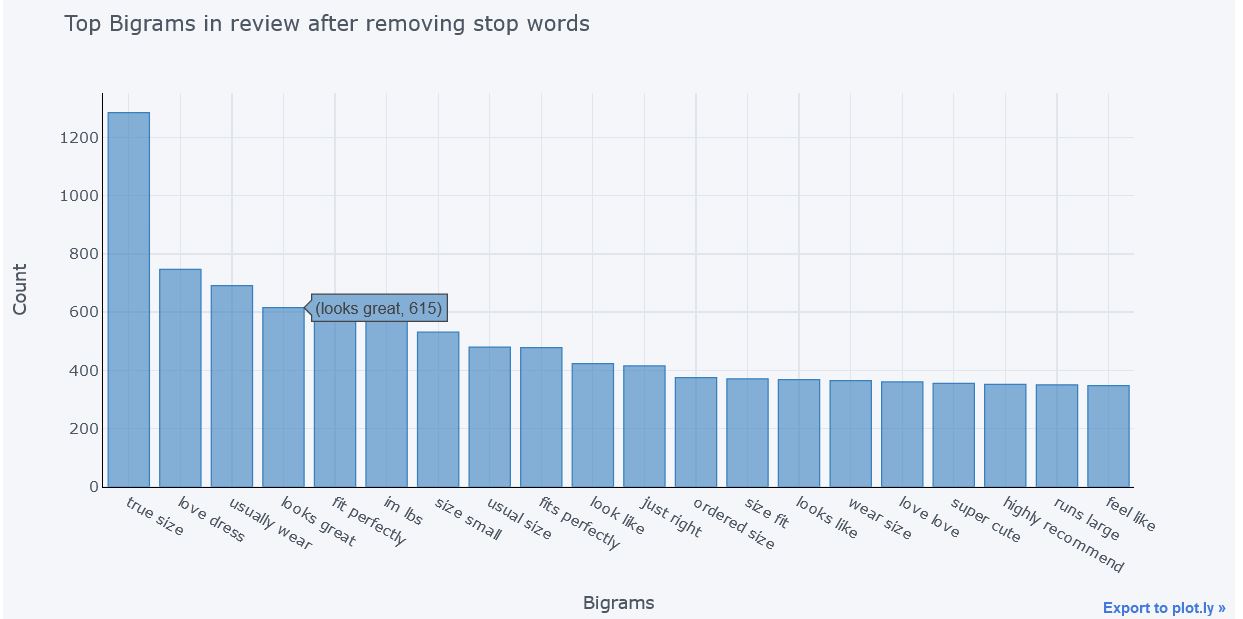 Top Bigrams in review after removing stop words
Count
1200
1000
800
600
400
200
0
(looks great, 615)
true size
love dress
usually wear
looks great
fit perfectly
im lbs
size small
usual size
fits perfectly
look like
just right
ordered size
size fit
looks like
wear size
love love
super cute
highly recommend
runs large
feel like
Bigrams
Export to plot.ly »